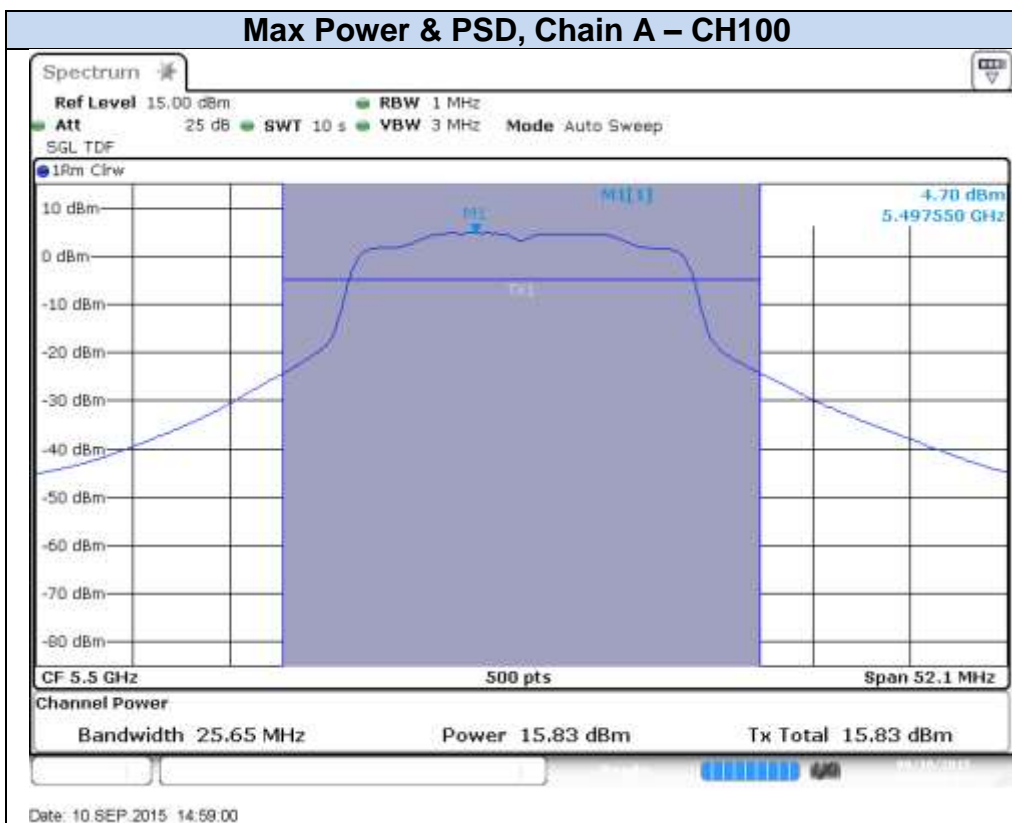 Max Power & PSD, Chain A – CH100
Spectrum
Ref Level 15.00 dBm RBW 1 MHz
Att 25 dB SWT 10 s VBW 3 MHz Mode Auto Sweep
SGL TDF
1Rm Clrw
M1[1] 4.70 dBm
5.497550 GHz
10 dBm
M1
0 dBm
TX1
-10 dBm
-20 dBm
-30 dBm
-40 dBm
-50 dBm
-60 dBm
-70 dBm
-80 dBm
CF 5.5 GHz 500 pts Span 52.1 MHz
Channel Power
Bandwidth 25.65 MHz Power 15.83 dBm Tx Total 15.83 dBm
Date: 10.SEP.2015 14:59:00